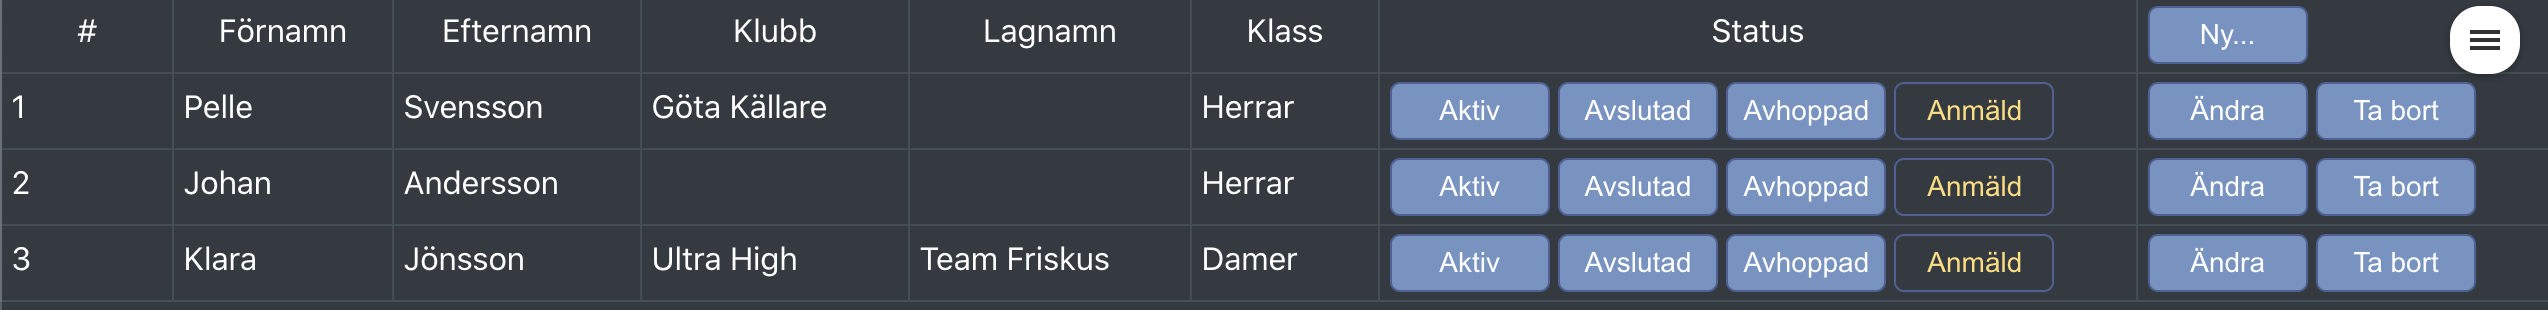 # Förnamn Efternamn Klubb Lagnamn Klass Status Ny...
1 Pelle Svensson Göta Källare Herrar Aktiv Avslutad Avhoppad Anmäld Ändra Ta bort
2 Johan Andersson Herrar Aktiv Avslutad Avhoppad Anmäld Ändra Ta bort
3 Klara Jönsson Ultra High Team Friskus Damer Aktiv Avslutad Avhoppad Anmäld Ändra Ta bort